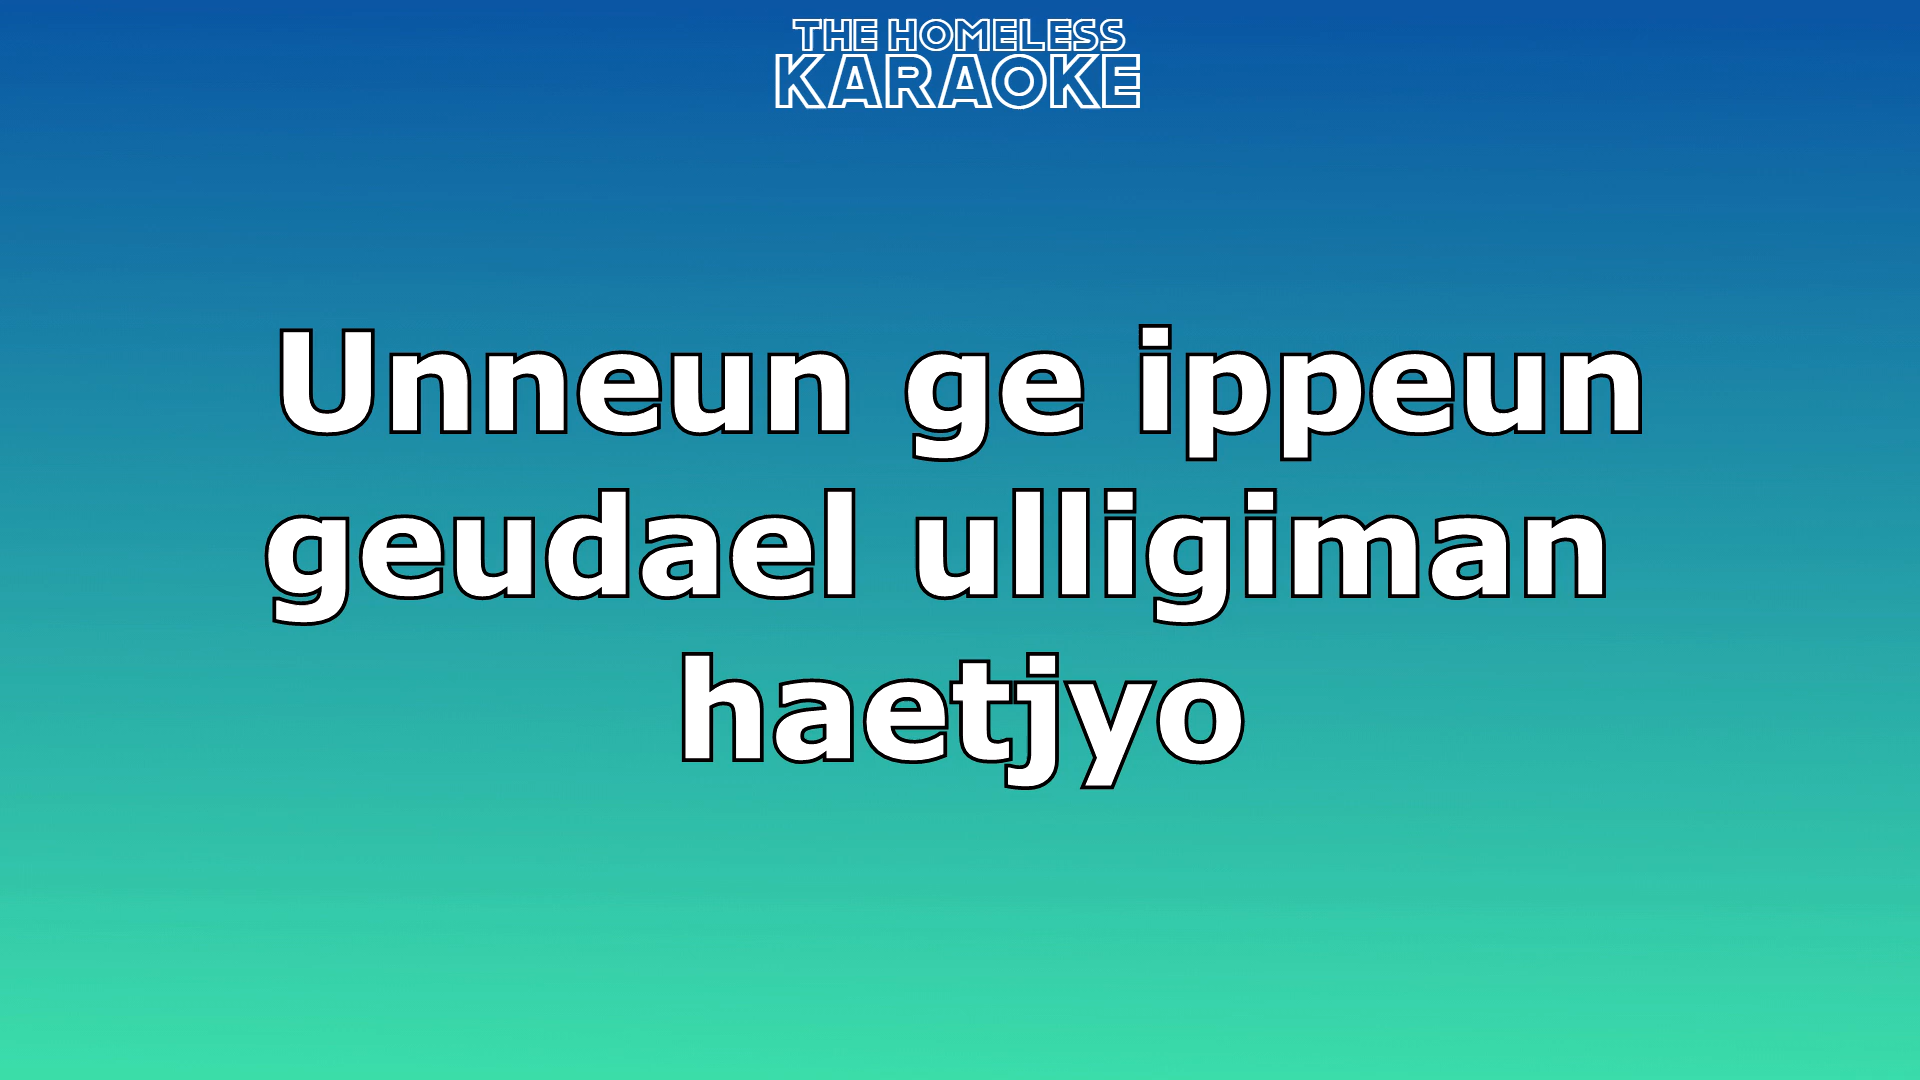 THE HOMELESS
KARAOKE
Unneun ge ippeun
geudael ulligiman
haetjyo